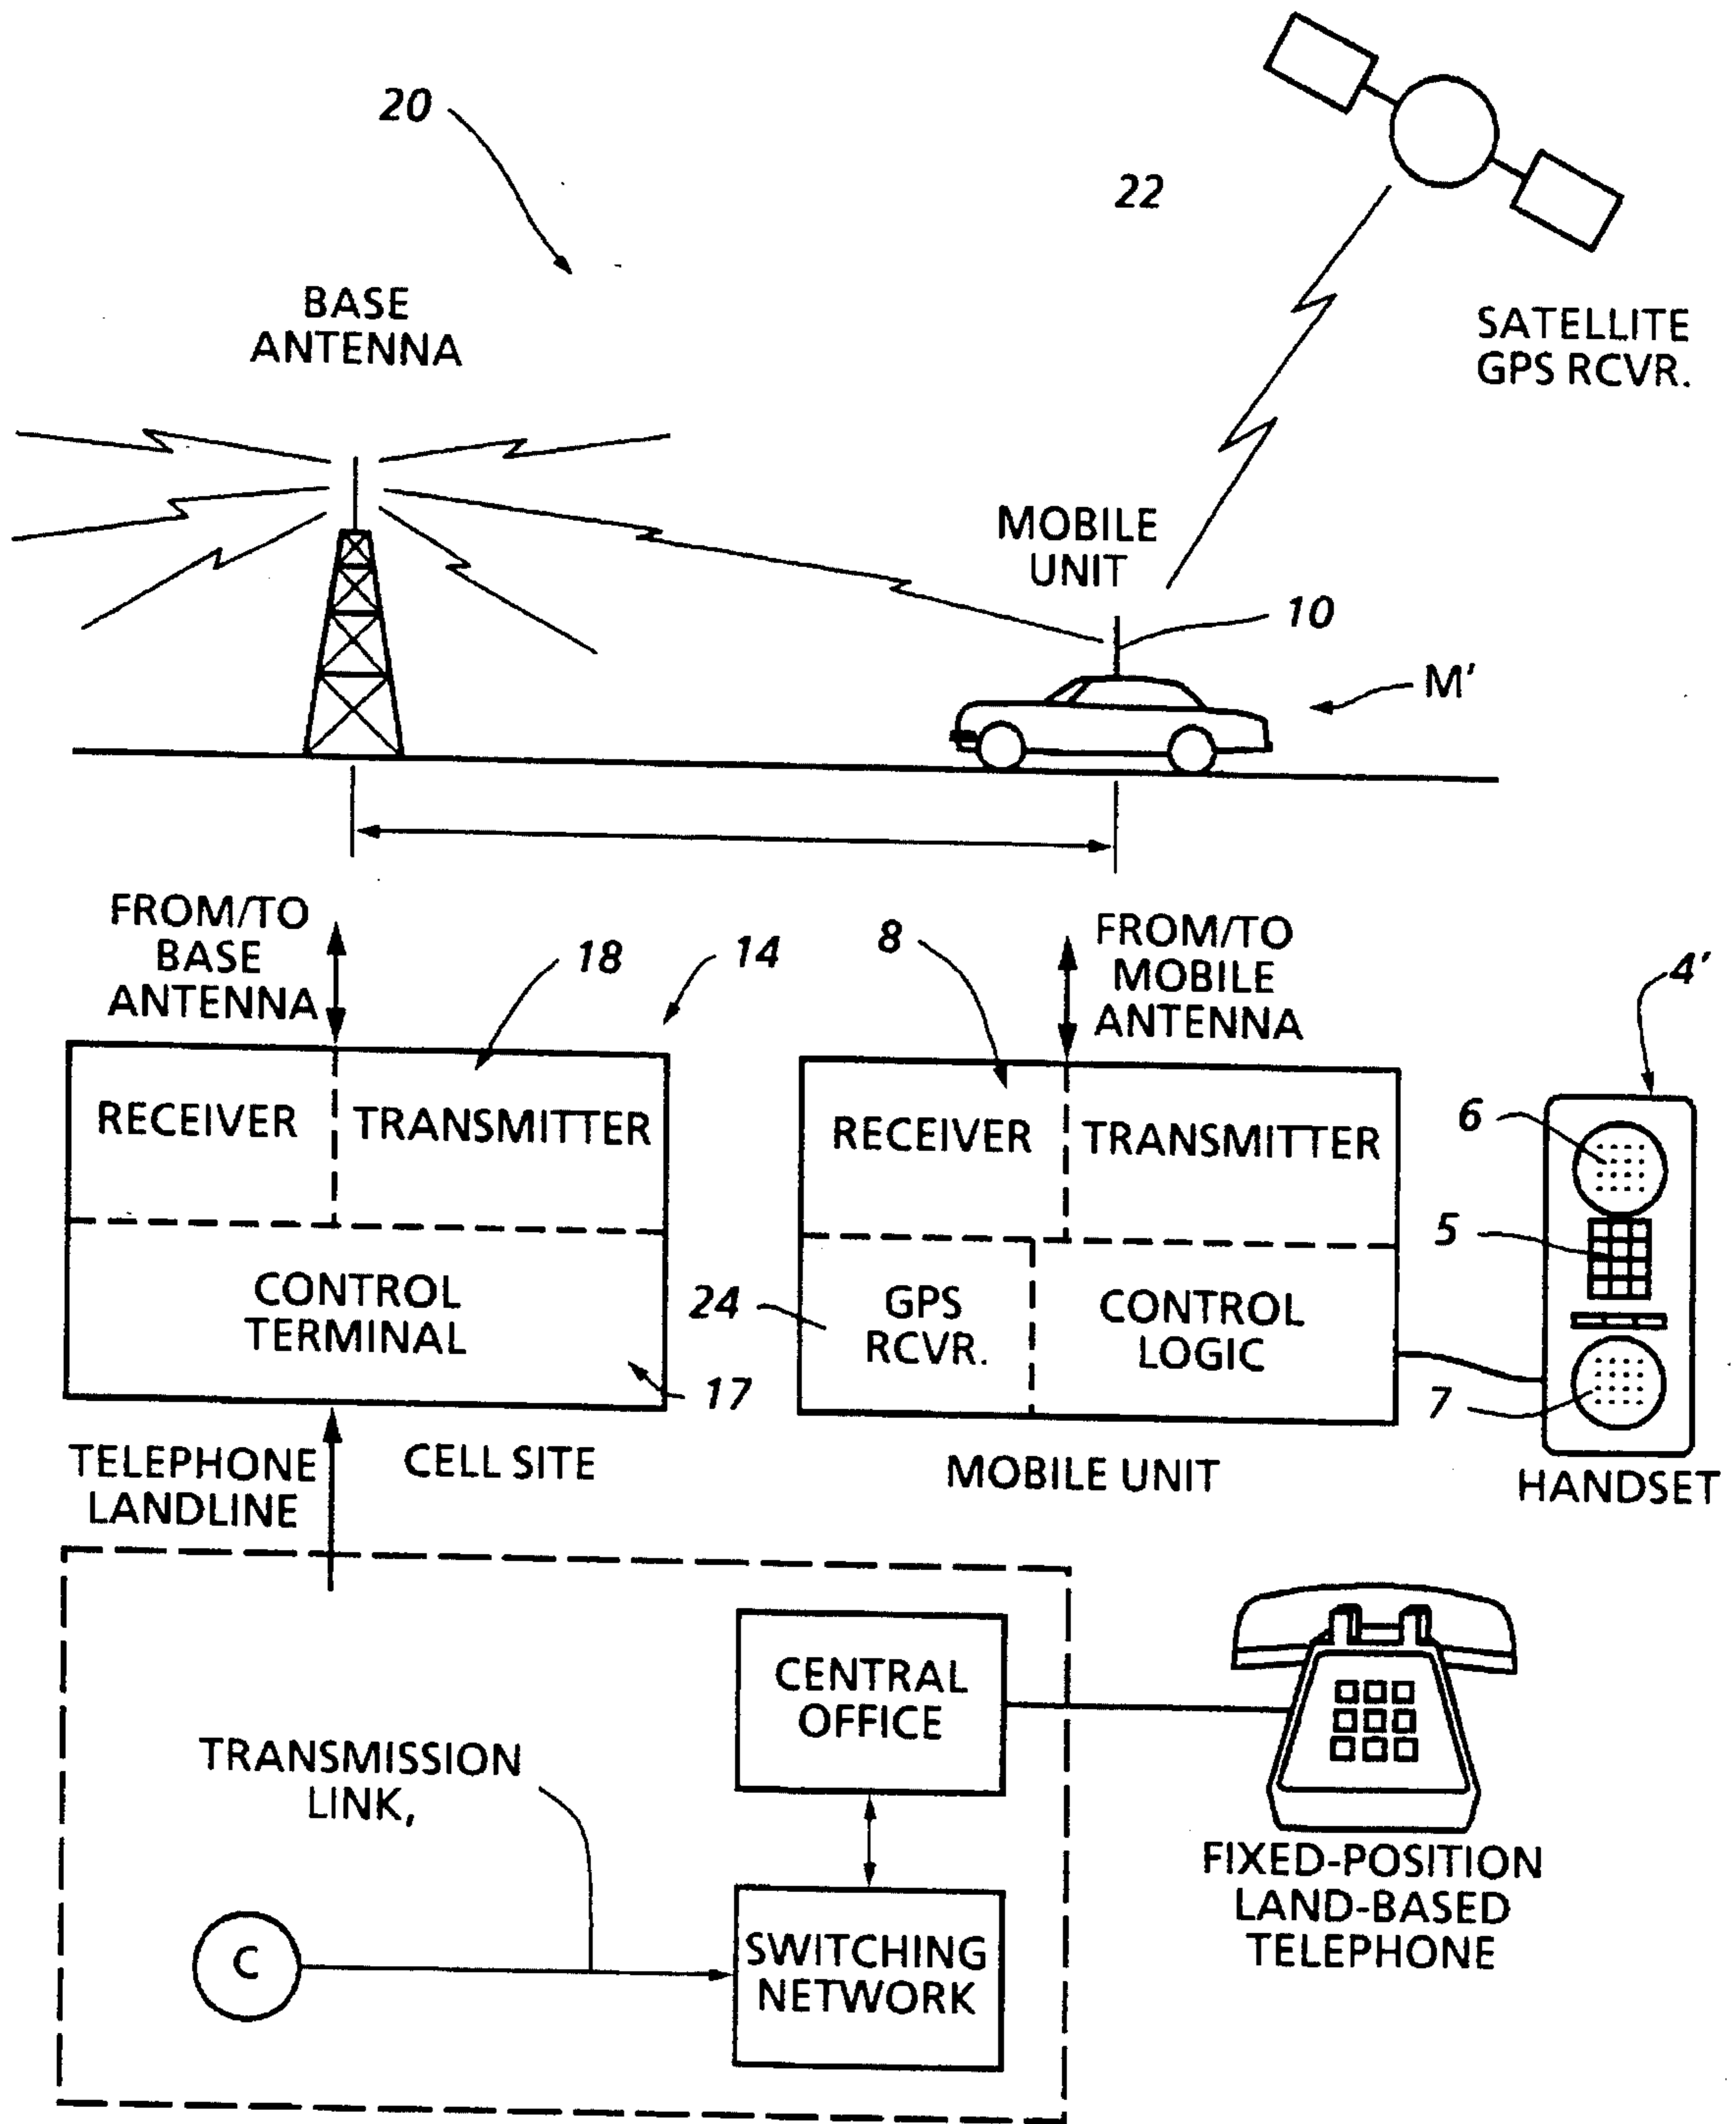 20
22
BASE
ANTENNA
SATELLITE
GPS RCVR.
MOBILE
UNIT
10
M'
FROM/TO
BASE
ANTENNA
18
14
8
FROM/TO
MOBILE
ANTENNA
4'
RECEIVER
TRANSMITTER
RECEIVER
TRANSMITTER
6
5
CONTROL
TERMINAL
24
GPS
RCVR.
CONTROL
LOGIC
17
7
TELEPHONE
LANDLINE
CELL SITE
MOBILE UNIT
HANDSET
CENTRAL
OFFICE
TRANSMISSION
LINK,
FIXED-POSITION
LAND-BASED
TELEPHONE
C
SWITCHING
NETWORK